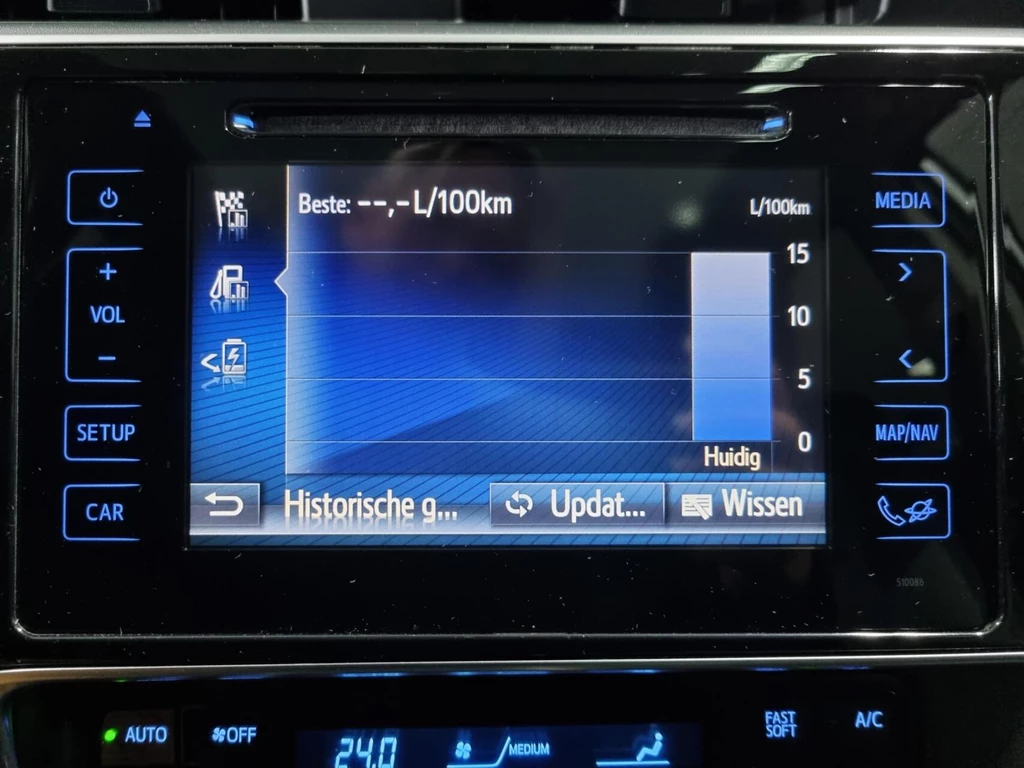 Beste: --,- L/100km
L/100km
15
10
5
0
Huidig
Historische g...
Updat...
Wissen
+
VOL
−
SETUP
CAR
MEDIA
>
<
MAP/NAV
510086
AUTO
OFF
24.0
MEDIUM
FAST
SOFT
A/C